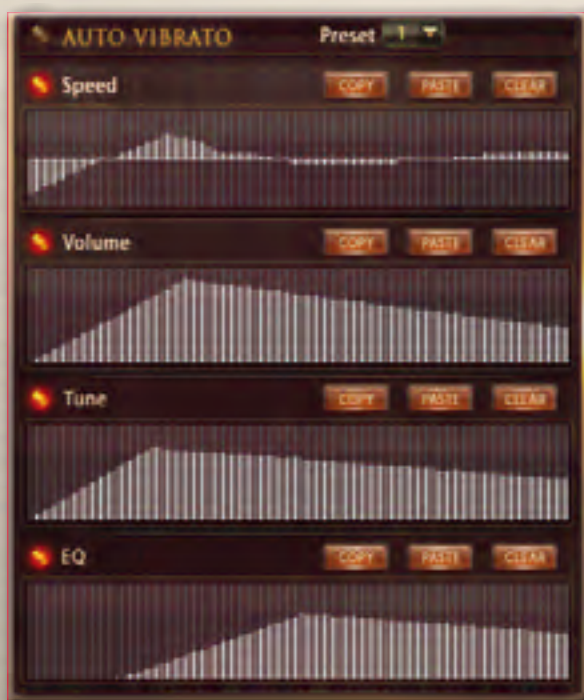 AUTO VIBRATO Preset 1
Speed COPY PASTE CLEAR
Volume COPY PASTE CLEAR
Tune COPY PASTE CLEAR
EQ COPY PASTE CLEAR